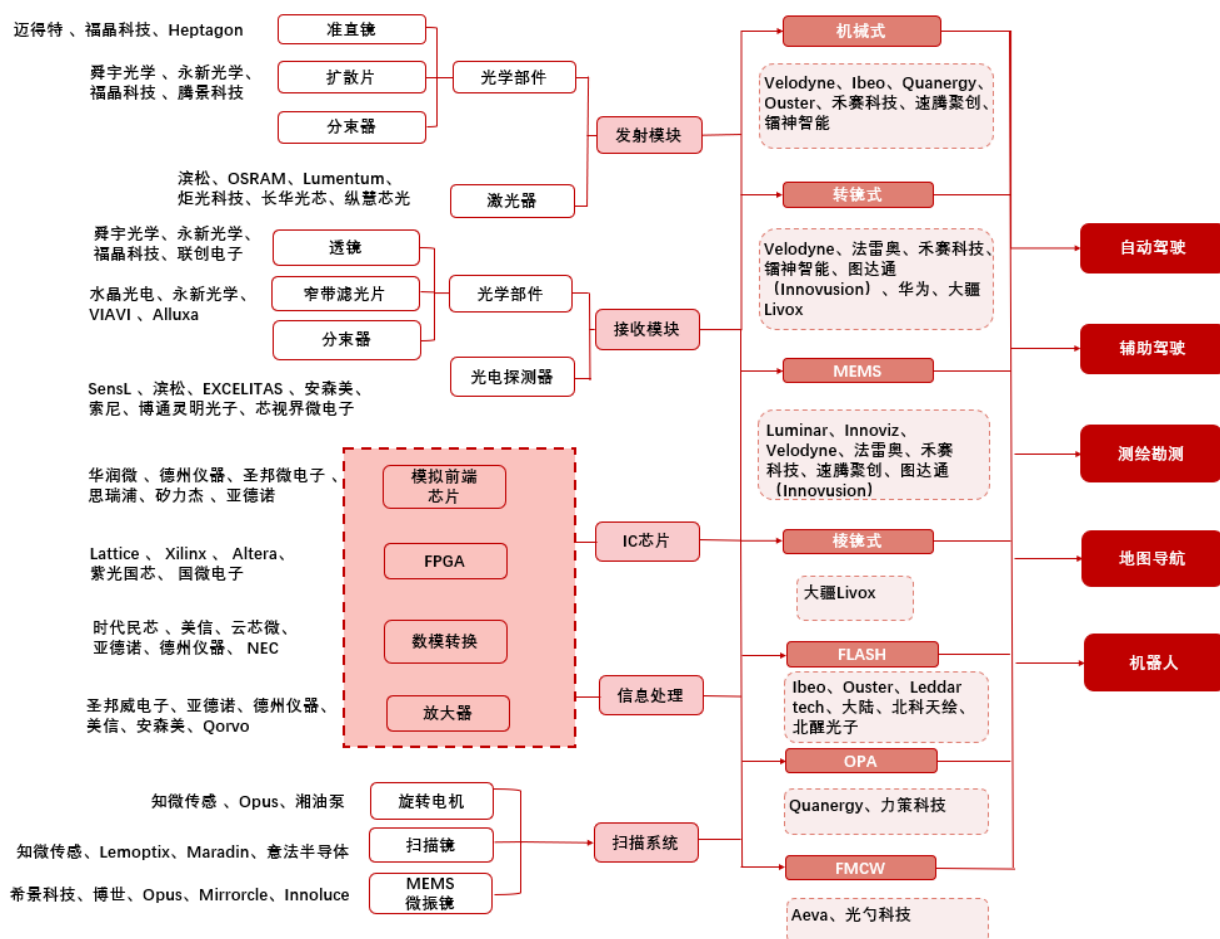 迈得特 、福晶科技、Heptagon
准直镜
舜宇光学 、永新光学、
福晶科技 、腾景科技
扩散片
分束器
光学部件
滨松、OSRAM、Lumentum、
炬光科技、长华光芯、纵慧芯光
激光器
发射模块
舜宇光学、永新光学、
福晶科技、联创电子
透镜
水晶光电、永新光学、
VIAVI 、Alluxa
窄带滤光片
分束器
光学部件
SensL 、滨松、EXCELITAS 、安森美、
索尼、博通灵明光子、芯视界微电子
光电探测器
接收模块
华润微 、德州仪器、圣邦微电子 、
思瑞浦、矽力杰 、亚德诺
模拟前端
芯片
Lattice 、 Xilinx 、 Altera、
紫光国芯、 国微电子
FPGA
IC芯片
时代民芯 、美信、云芯微、
亚德诺、德州仪器、 NEC
数模转换
圣邦威电子、亚德诺、德州仪器、
美信、安森美、Qorvo
放大器
信息处理
知微传感 、Opus、湘油泵
旋转电机
知微传感、Lemoptix、Maradin、意法半导体
扫描镜
希景科技、博世、Opus、Mirrorcle、Innoluce
MEMS
微振镜
扫描系统
机械式
Velodyne、Ibeo、Quanergy、
Ouster、禾赛科技、速腾聚创、
镭神智能
转镜式
Velodyne、法雷奥、禾赛科技、
镭神智能、图达通
（Innovusion）、华为、大疆
Livox
MEMS
Luminar、Innoviz、
Velodyne、法雷奥、禾赛
科技、速腾聚创、图达通
（Innovusion）
棱镜式
大疆Livox
FLASH
Ibeo、Ouster、Leddar
tech、大陆、北科天绘、
北醒光子
OPA
Quanergy、力策科技
FMCW
Aeva、光勺科技
自动驾驶
辅助驾驶
测绘勘测
地图导航
机器人